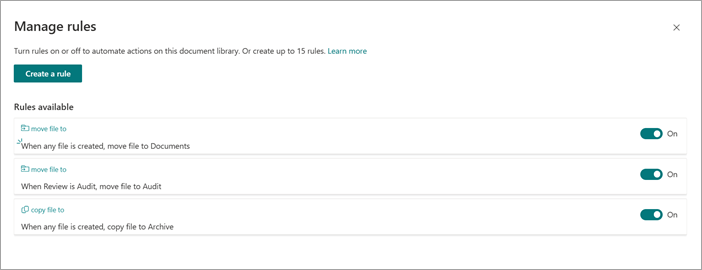 Manage rules
Turn rules on or off to automate actions on this document library. Or create up to 15 rules. Learn more
Create a rule
Rules available
move file to
When any file is created, move file to Documents
On
move file to
When Review is Audit, move file to Audit
On
copy file to
When any file is created, copy file to Archive
On